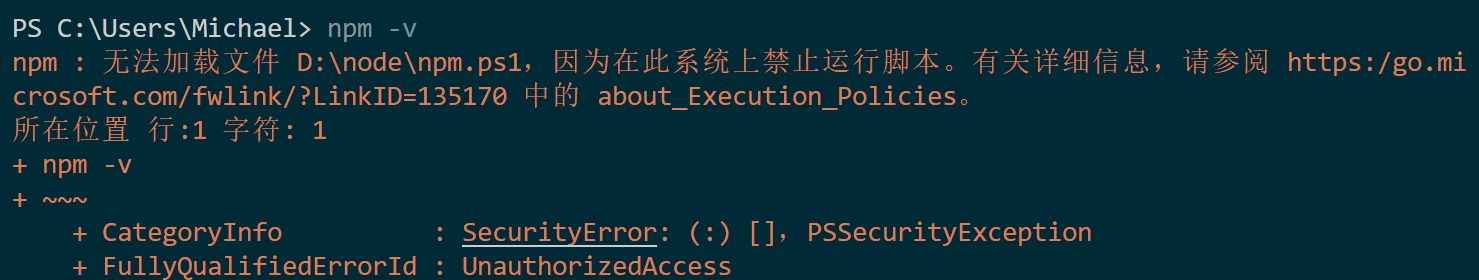 PS C:\Users\Michael> npm -v
npm : 无法加载文件 D:\node\npm.ps1，因为在此系统上禁止运行脚本。有关详细信息，请参阅 https:/go.mi
crosoft.com/fwlink/?LinkID=135170 中的 about_Execution_Policies。
所在位置 行:1 字符: 1
+ npm -v
+ ~~~
    + CategoryInfo          : SecurityError: (:) []，PSSecurityException
    + FullyQualifiedErrorId : UnauthorizedAccess